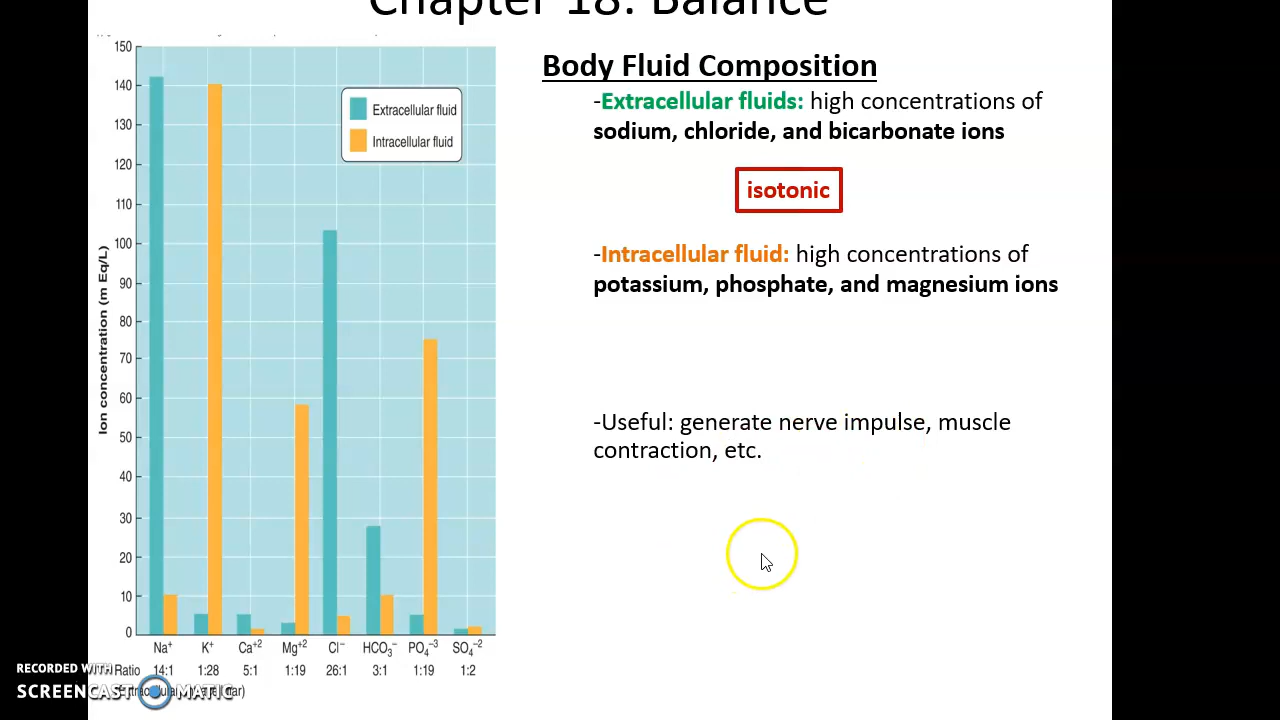 Chapter 18: Balance
150
140
130
120
110
100
90
80
70
60
50
40
30
20
10
0
Ion concentration (m Eq/L)
Extracellular fluid
Intracellular fluid
Na⁺ K⁺ Ca⁺² Mg⁺² Cl⁻ HCO₃⁻ PO₄⁻³ SO₄⁻²
Ratio 14:1 1:28 5:1 1:19 26:1 3:1 1:19 1:2
Body Fluid Composition
-Extracellular fluids: high concentrations of
sodium, chloride, and bicarbonate ions
isotonic
-Intracellular fluid: high concentrations of
potassium, phosphate, and magnesium ions
-Useful: generate nerve impulse, muscle
contraction, etc.
RECORDED WITH
SCREENCAST MATIC